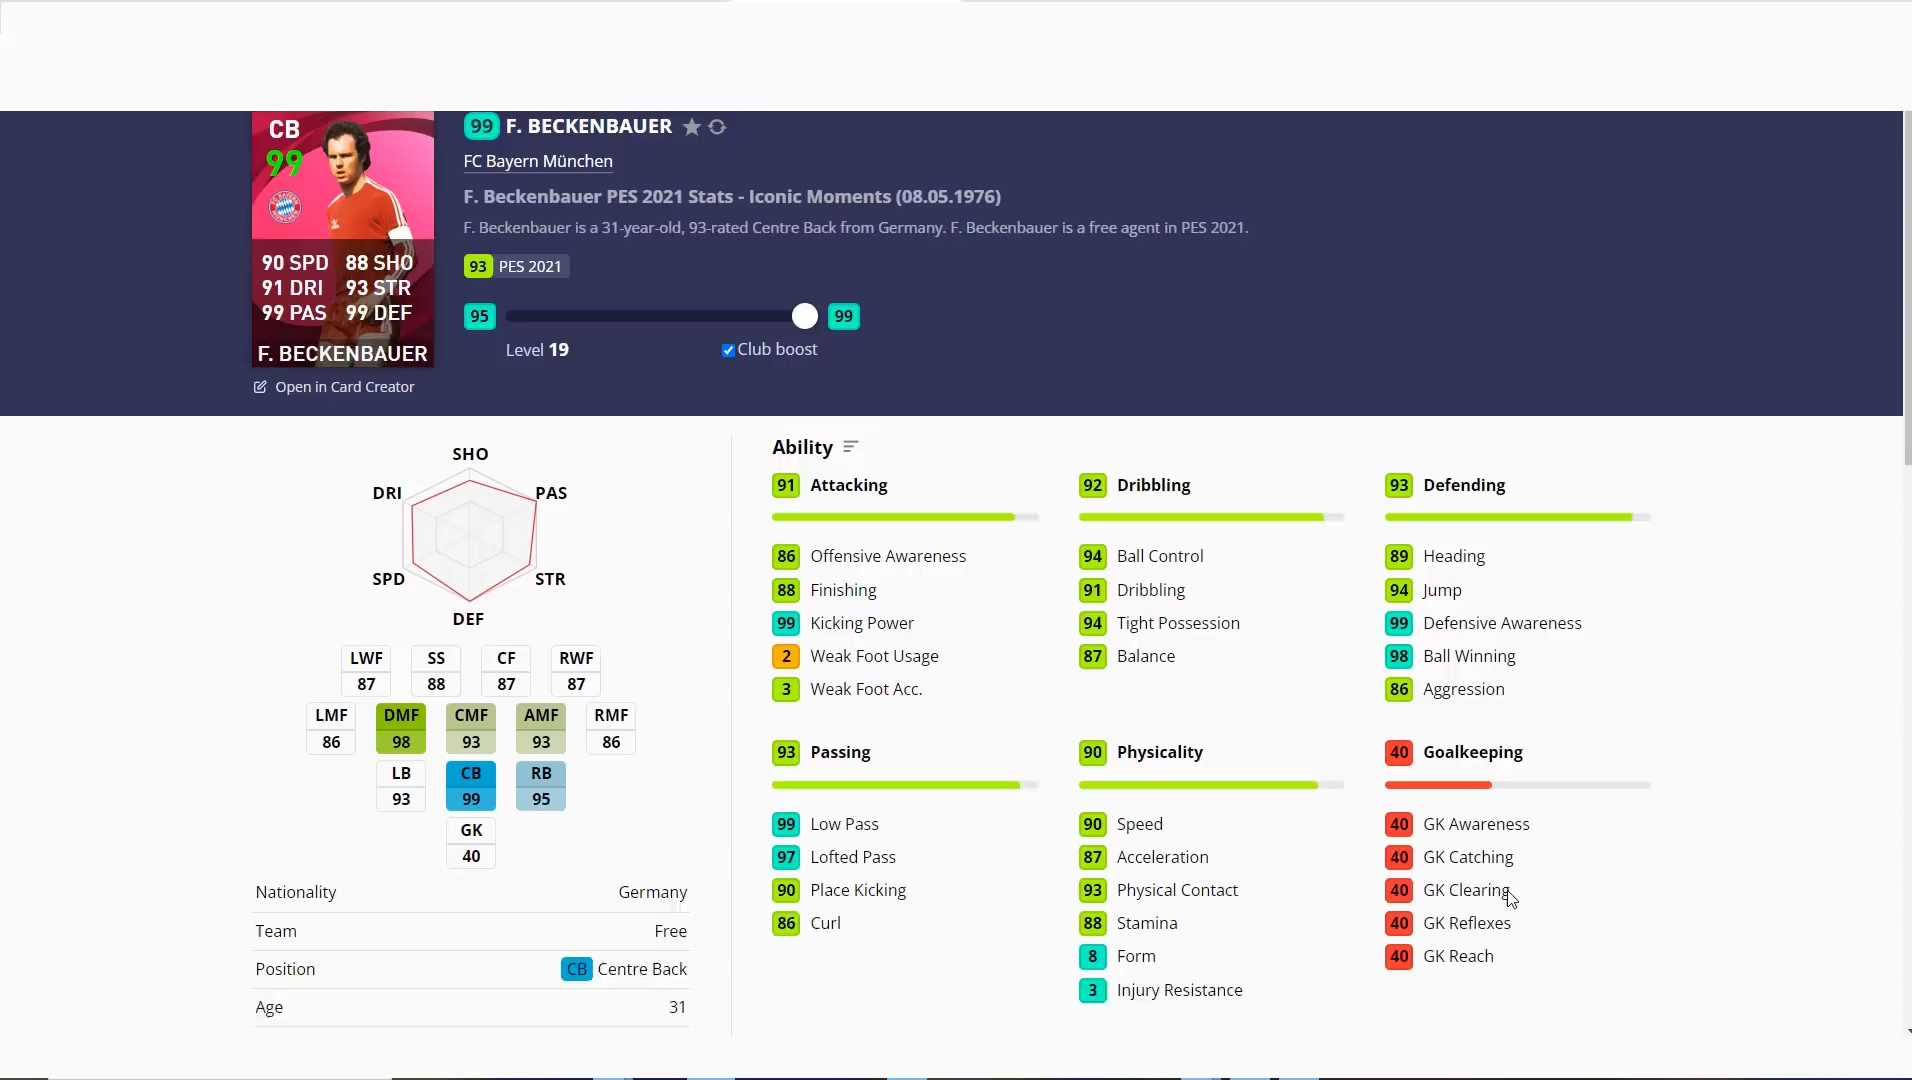 CB
99
90 SPD 88 SHO
91 DRI 93 STR
99 PAS 99 DEF
F. BECKENBAUER
Open in Card Creator
99 F. BECKENBAUER
FC Bayern München
F. Beckenbauer PES 2021 Stats - Iconic Moments (08.05.1976)
F. Beckenbauer is a 31-year-old, 93-rated Centre Back from Germany. F. Beckenbauer is a free agent in PES 2021.
93 PES 2021
95 99
Level 19 Club boost
SHO
DRI PAS
SPD STR
DEF
LWF SS CF RWF
87 88 87 87
LMF DMF CMF AMF RMF
86 98 93 93 86
LB CB RB
93 99 95
GK
40
Nationality Germany
Team Free
Position CB Centre Back
Age 31
Ability
91 Attacking
86 Offensive Awareness
88 Finishing
99 Kicking Power
2 Weak Foot Usage
3 Weak Foot Acc.
92 Dribbling
94 Ball Control
91 Dribbling
94 Tight Possession
87 Balance
93 Defending
89 Heading
94 Jump
99 Defensive Awareness
98 Ball Winning
86 Aggression
93 Passing
99 Low Pass
97 Lofted Pass
90 Place Kicking
86 Curl
90 Physicality
90 Speed
87 Acceleration
93 Physical Contact
88 Stamina
8 Form
3 Injury Resistance
40 Goalkeeping
40 GK Awareness
40 GK Catching
40 GK Clearing
40 GK Reflexes
40 GK Reach